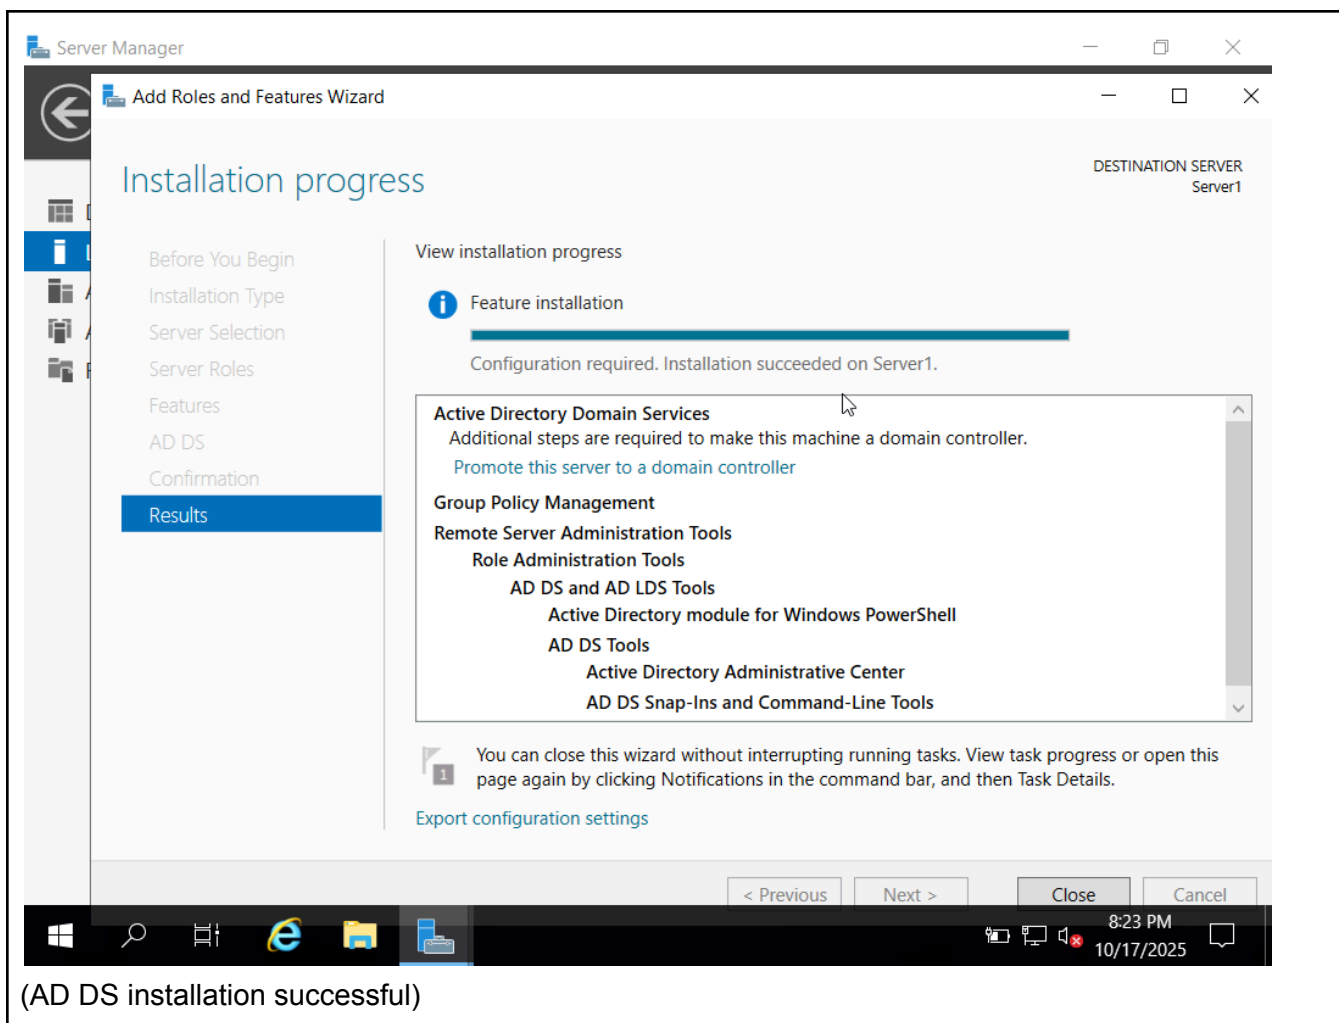 Server Manager
Add Roles and Features Wizard
Installation progress
DESTINATION SERVER
Server1
Before You Begin
Installation Type
Server Selection
Server Roles
Features
AD DS
Confirmation
Results
View installation progress
Feature installation
Configuration required. Installation succeeded on Server1.
Active Directory Domain Services
Additional steps are required to make this machine a domain controller.
Promote this server to a domain controller
Group Policy Management
Remote Server Administration Tools
Role Administration Tools
AD DS and AD LDS Tools
Active Directory module for Windows PowerShell
AD DS Tools
Active Directory Administrative Center
AD DS Snap-Ins and Command-Line Tools
1
You can close this wizard without interrupting running tasks. View task progress or open this
page again by clicking Notifications in the command bar, and then Task Details.
Export configuration settings
< Previous
Next >
Close
Cancel
8:23 PM
10/17/2025
(AD DS installation successful)